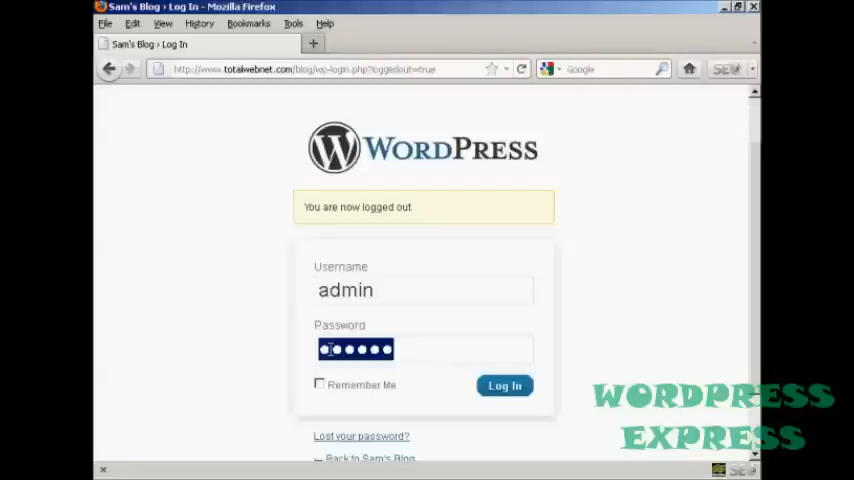 Sam's Blog › Log In - Mozilla Firefox
File Edit View History Bookmarks Tools Help
Sam's Blog › Log In
http://www.totalwebnet.com/blog/wp-login.php?loggedout=true
Google
WORDPRESS
You are now logged out
Username
admin
Password
Remember Me
Log In
Lost your password?
← Back to Sam's Blog
WORDPRESS
EXPRESS